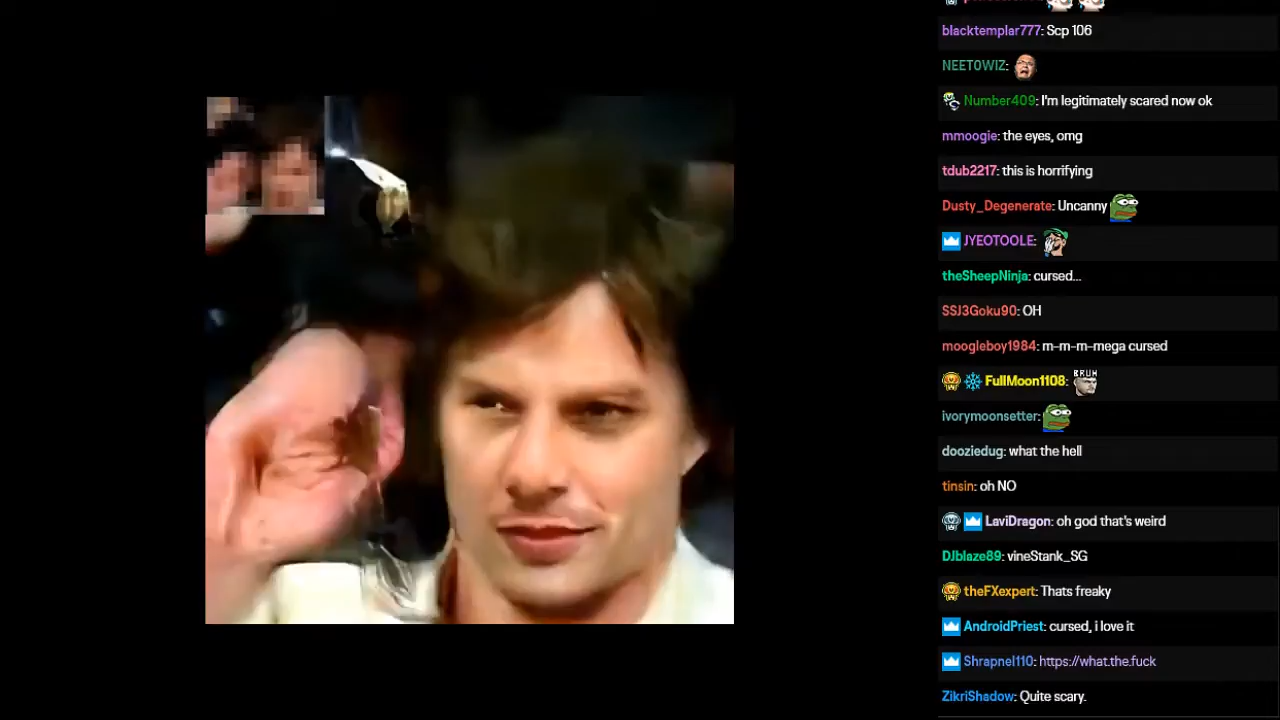 blacktemplar777: Scp 106
NEETOWIZ:
Number409: I'm legitimately scared now ok
mmoogie: the eyes, omg
tdub2217: this is horrifying
Dusty_Degenerate: Uncanny
JYEOTOOLE:
theSheepNinja: cursed...
SSJ3Goku90: OH
moogleboy1984: m-m-m-mega cursed
FullMoon1108: BRUH
ivorymoonsetter:
dooziedug: what the hell
tinsin: oh NO
LaviDragon: oh god that's weird
DJblaze89: vineStank_SG
theFXexpert: Thats freaky
AndroidPriest: cursed, i love it
Shrapnel110: https://what.the.fuck
ZikriShadow: Quite scary.